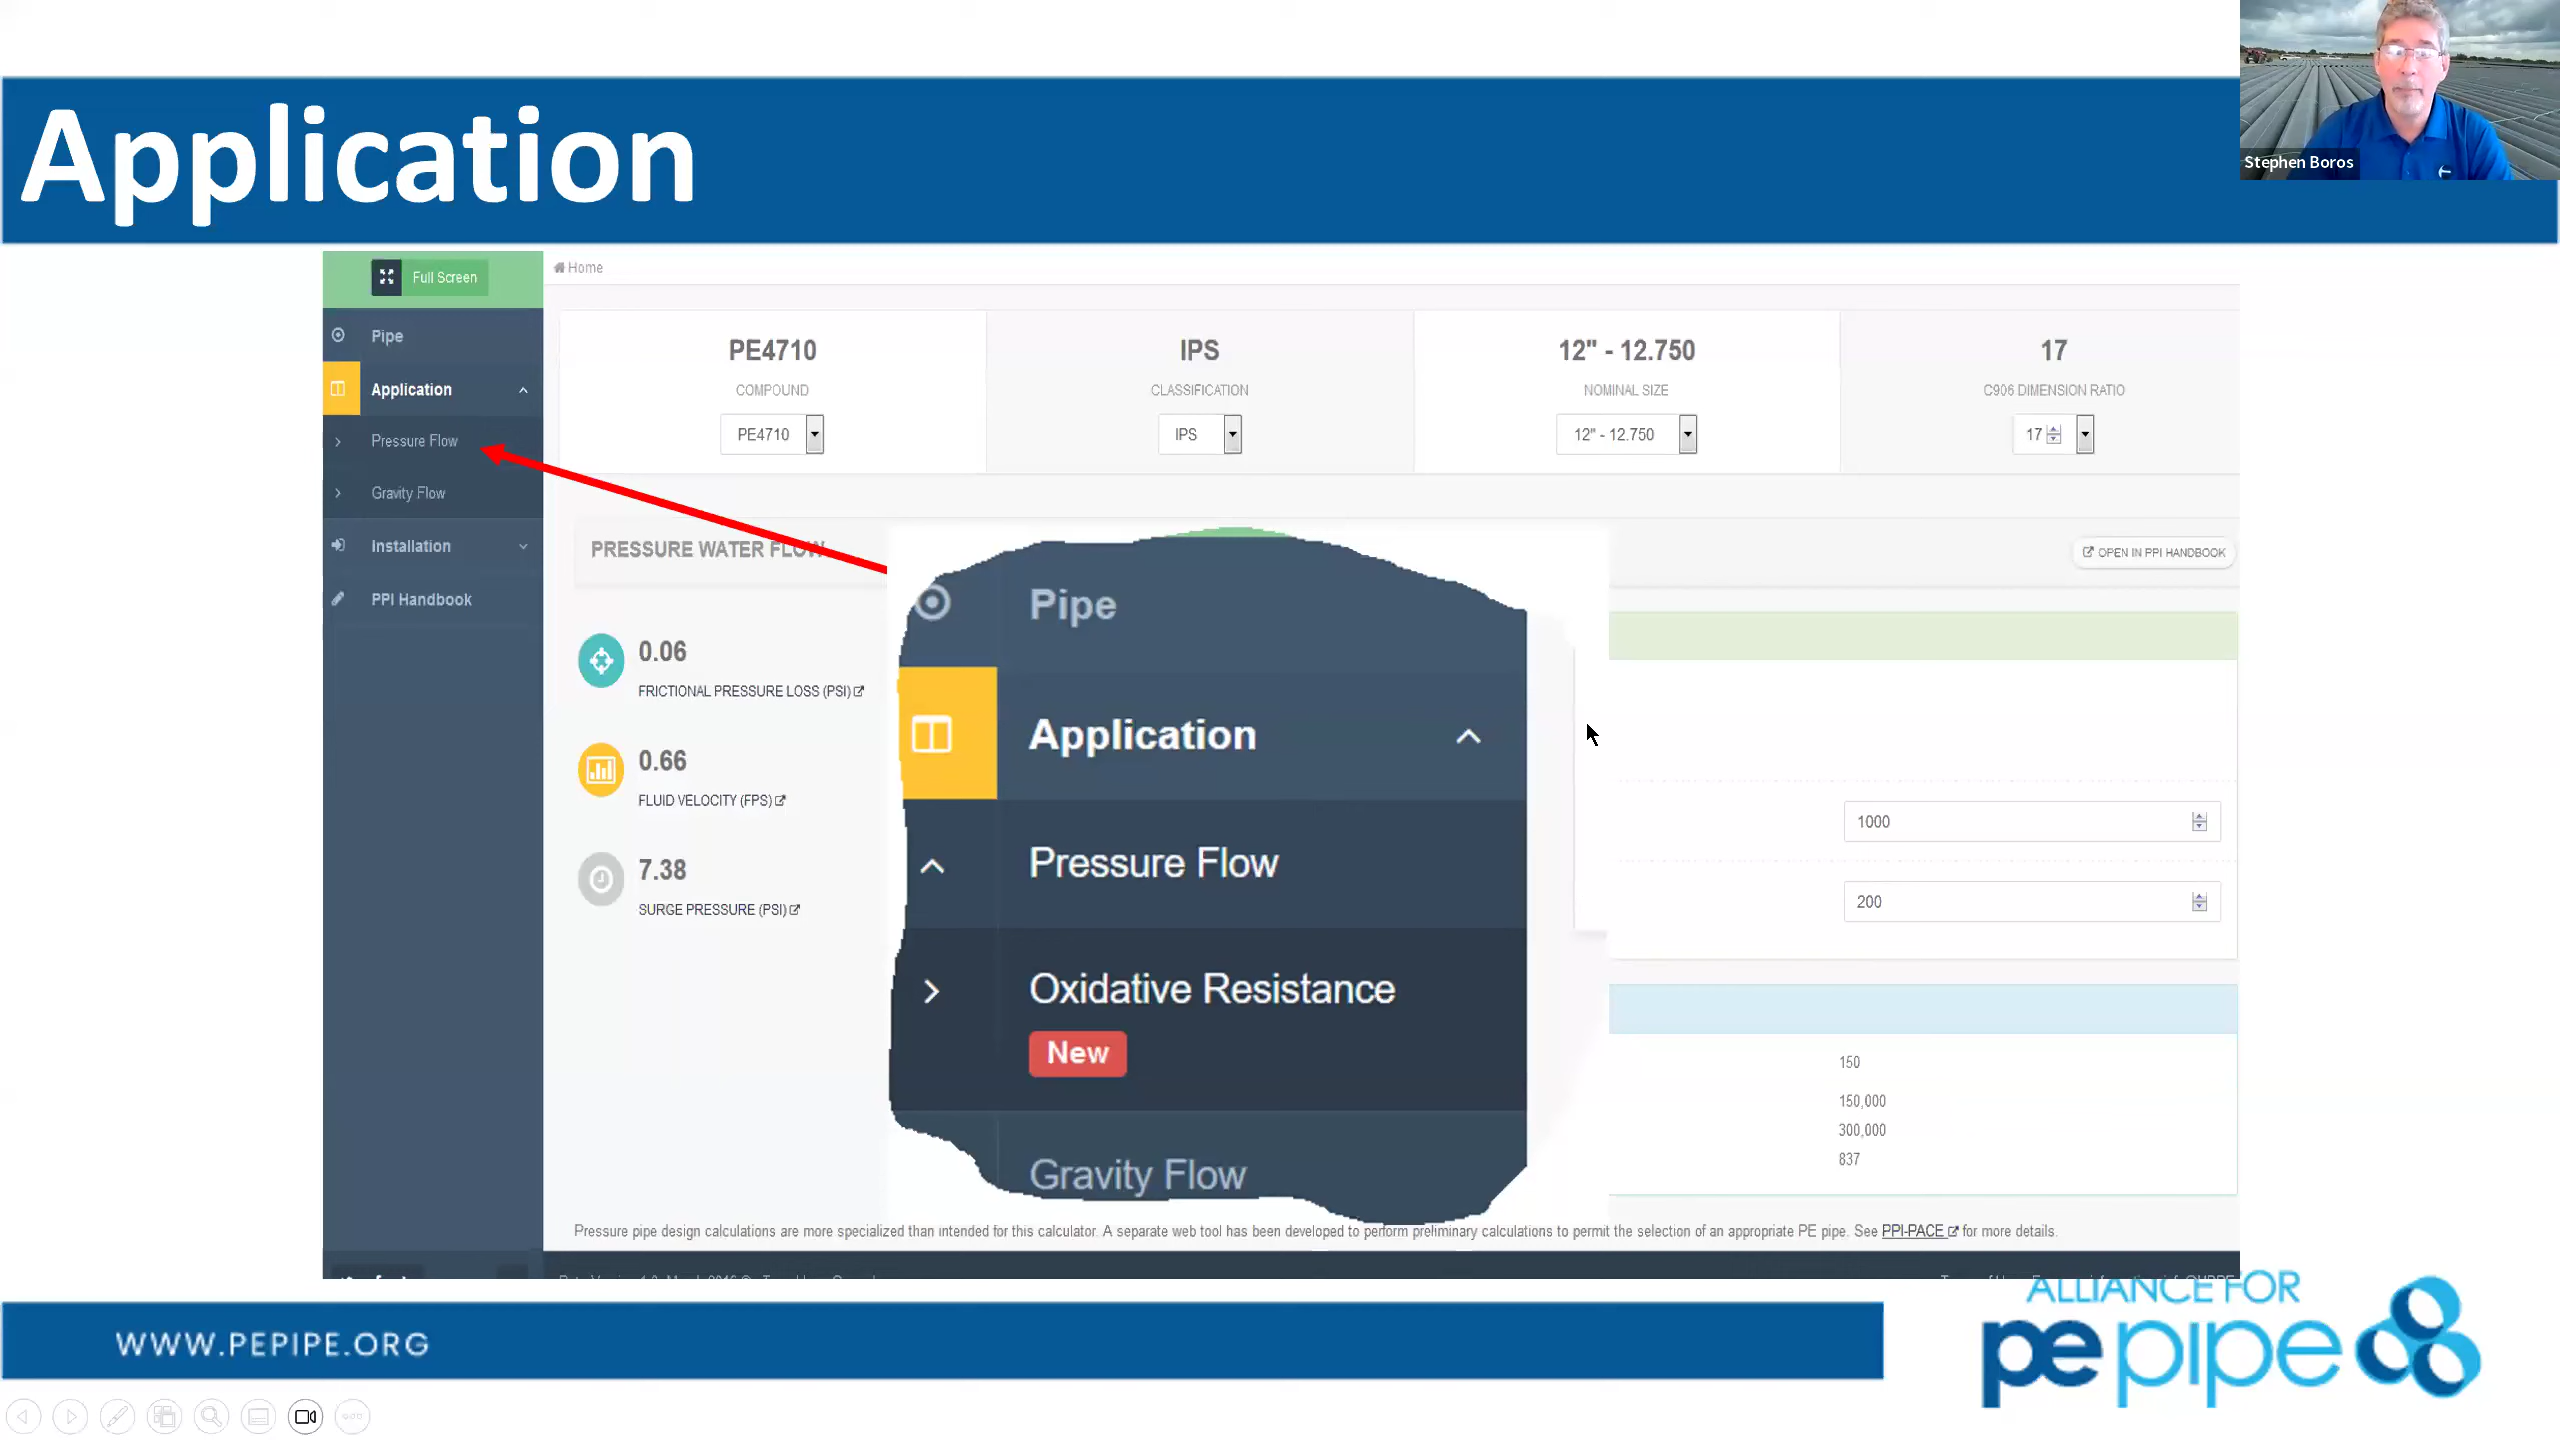 Application
Stephen Boros
Full Screen
Home
Pipe
Application
Pressure Flow
Gravity Flow
Installation
PPI Handbook
PE4710
COMPOUND
PE4710
IPS
CLASSIFICATION
IPS
12" - 12.750
NOMINAL SIZE
12" - 12.750
17
C906 DIMENSION RATIO
17
PRESSURE WATER FLOW
OPEN IN PPI HANDBOOK
0.06
FRICTIONAL PRESSURE LOSS (PSI)
0.66
FLUID VELOCITY (FPS)
7.38
SURGE PRESSURE (PSI)
Pipe
Application
Pressure Flow
Oxidative Resistance
New
Gravity Flow
1000
200
150
150,000
300,000
837
Pressure pipe design calculations are more specialized than intended for this calculator. A separate web tool has been developed to perform preliminary calculations to permit the selection of an appropriate PE pipe. See PPI-PACE for more details.
WWW.PEPIPE.ORG
ALLIANCE FOR
pepipe